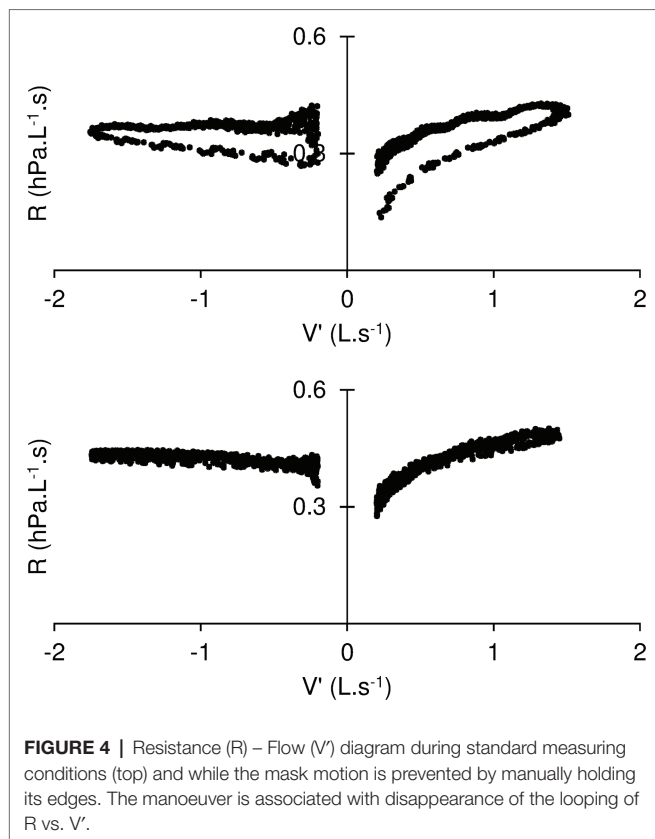 0.6
0.3
R (hPa.L-1.s)
-2 -1 0 1 2
V' (L.s-1)
0.6
0.3
R (hPa.L-1.s)
-2 -1 0 1 2
V' (L.s-1)
FIGURE 4 | Resistance (R) – Flow (V′) diagram during standard measuring
conditions (top) and while the mask motion is prevented by manually holding
its edges. The manoeuver is associated with disappearance of the looping of
R vs. V′.